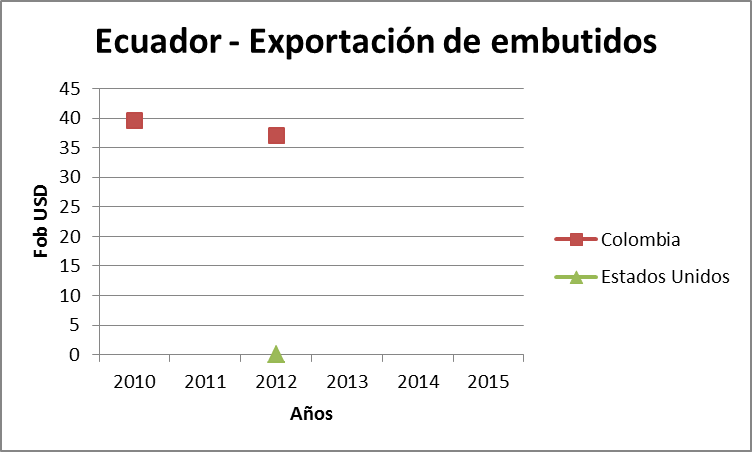 Ecuador - Exportación de embutidos
45
40
35
30
25
20
15
10
5
0
Fob USD
2010 2011 2012 2013 2014 2015
Años
Colombia
Estados Unidos